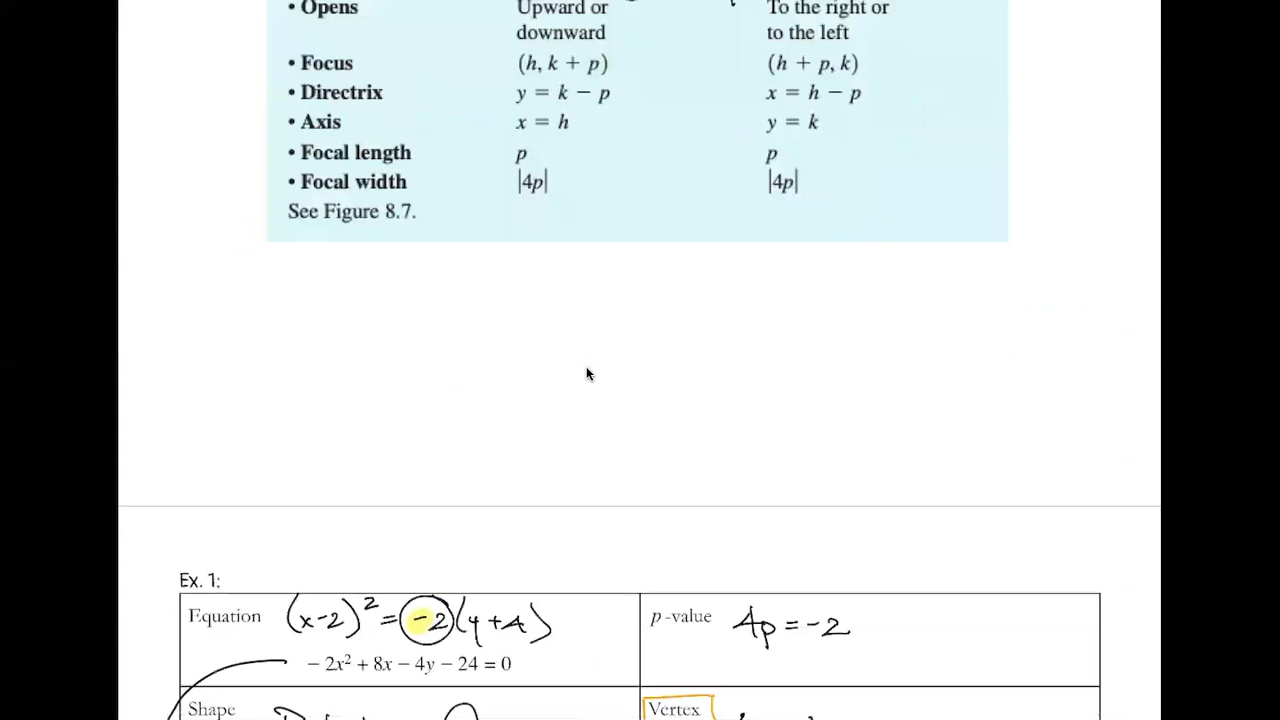 • Opens Upward or To the right or
downward to the left
• Focus (h, k + p) (h + p, k)
• Directrix y = k − p x = h − p
• Axis x = h y = k
• Focal length p p
• Focal width |4p| |4p|
See Figure 8.7.
Ex. 1:
Equation (x-2)² = -2(y+4) p-value 4p = -2
− 2x² + 8x − 4y − 24 = 0
Shape Vertex